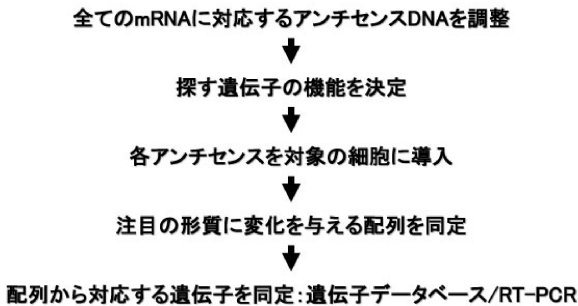 全てのmRNAに対応するアンチセンスDNAを調整
探す遺伝子の機能を決定
各アンチセンスを対象の細胞に導入
注目の形質に変化を与える配列を同定
配列から対応する遺伝子を同定：遺伝子データベース/RT-PCR